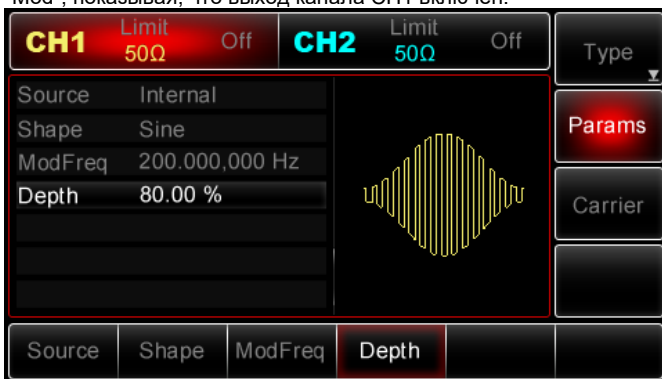 "Mod", показывая, что выход канала CH1 включен.
CH1 Limit 50Ω Off CH2 Limit 50Ω Off
Type
Source Internal
Shape Sine
ModFreq 200.000,000 Hz
Depth 80.00 %
Params
Carrier
Source Shape ModFreq Depth